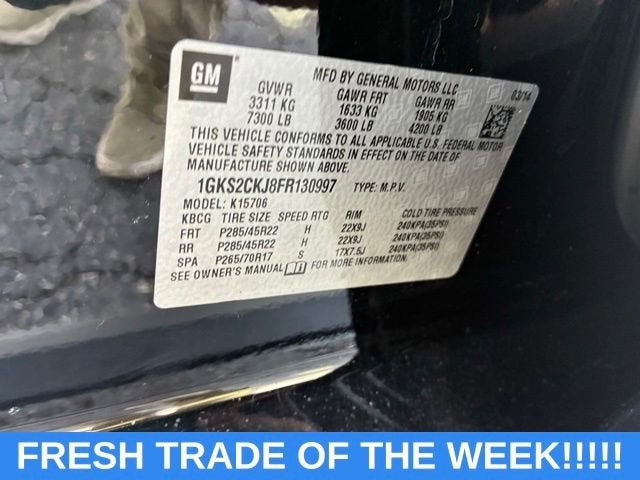 GM
MFD BY GENERAL MOTORS LLC
03/14
GVWR GAWR FRT GAWR RR
3311 KG 1633 KG 1905 KG
7300 LB 3600 LB 4200 LB
THIS VEHICLE CONFORMS TO ALL APPLICABLE U.S. FEDERAL MOTOR
VEHICLE SAFETY STANDARDS IN EFFECT ON THE DATE OF
MANUFACTURE SHOWN ABOVE.
1GKS2CKJ8FR130997 TYPE: M.P.V.
MODEL: K15706
KBCG TIRE SIZE SPEED RTG RIM COLD TIRE PRESSURE
FRT P285/45R22 H 22X9J 240KPA(35PSI)
RR P285/45R22 H 22X9J 240KPA(35PSI)
SPA P265/70R17 S 17X7.5J 240KPA(35PSI)
SEE OWNER'S MANUAL FOR MORE INFORMATION.
FRESH TRADE OF THE WEEK!!!!!